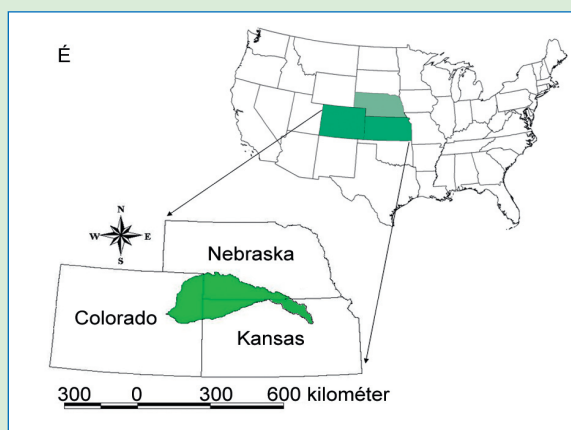 É
N
W E
S
Nebraska
Colorado
Kansas
300 0 300 600 kilométer